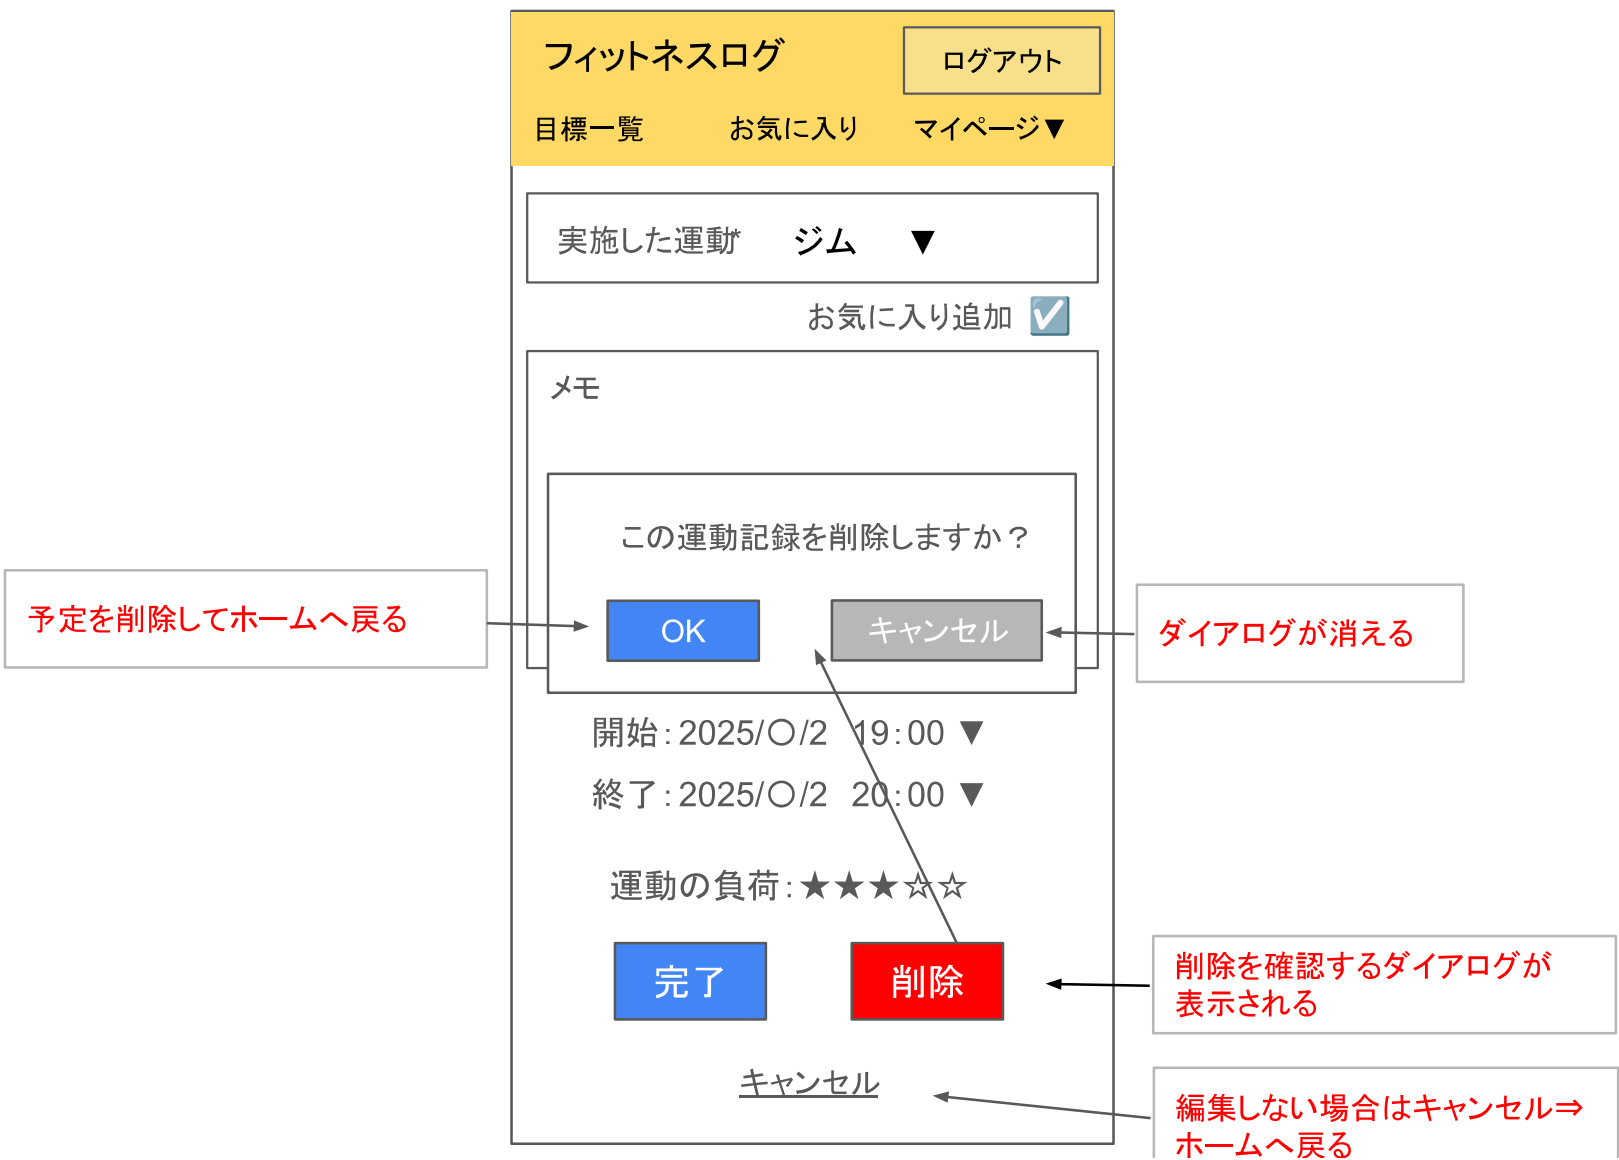 フィットネスログ
ログアウト
目標一覧
お気に入り
マイページ▼
実施した運動*
ジム ▼
お気に入り追加 ☑
メモ
この運動記録を削除しますか？
予定を削除してホームへ戻る
OK
キャンセル
ダイアログが消える
開始：2025/〇/2 19：00 ▼
終了：2025/〇/2 20：00 ▼
運動の負荷：★★★☆☆
完了
削除
削除を確認するダイアログが
表示される
キャンセル
編集しない場合はキャンセル⇒
ホームへ戻る